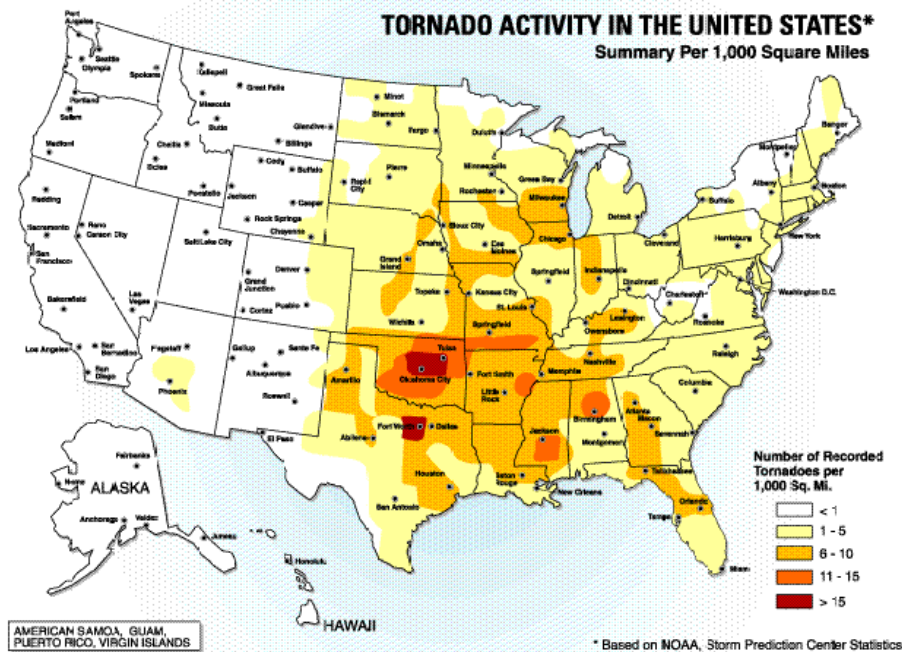 TORNADO ACTIVITY IN THE UNITED STATES*
Summary Per 1,000 Square Miles
Port
Angeles
Seattle
Olympia
Spokane
Kalispell
Great Falls
Minot
Portland
Missoula
Bismarck
Salem
Butte
Glendive
Fargo
Duluth
Bangor
Medford
Challis
Billings
Montpelier
Boise
Cody
Buffalo
Pierre
Minneapolis
Green Bay
Pocatello
Jackson
Rapid
City
Rochester
Albany
Boston
Redding
Casper
Milwaukee
Buffalo
Rock Springs
Sioux City
Detroit
Sacramento
Reno
Carson City
Salt Lake City
Cheyenne
Omaha
Des
Moines
Chicago
Cleveland
Harrisburg
New York
San
Francisco
Grand
Island
Denver
Grand
Junction
Springfield
Indianapolis
Cincinnati
Washington D.C.
Las
Vegas
Pueblo
Topeka
Kansas City
Charleston
Bakersfield
Cortez
St. Louis
Lexington
Roanoke
Wichita
Springfield
Owensboro
Los Angeles
San
Bernadino
Flagstaff
Gallup
Santa Fe
Tulsa
Nashville
Raleigh
San
Diego
Albuquerque
Amarillo
Oklahoma City
Fort Smith
Memphis
Phoenix
Little
Rock
Columbia
Roswell
Atlanta
Birmingham
Macon
Fort Worth
Dallas
Jackson
Savannah
El Paso
Abilene
Montgomery
Fairbanks
Houston
Baton
Rouge
Tallahassee
Nome
ALASKA
New Orleans
San Antonio
Orlando
Anchorage
Valdez
Tampa
Juneau
Honolulu
Miami
HAWAII
Number of Recorded
Tornadoes per
1,000 Sq. Mi.
< 1
1 - 5
6 - 10
11 - 15
> 15
AMERICAN SAMOA, GUAM,
PUERTO RICO, VIRGIN ISLANDS
* Based on NOAA, Storm Prediction Center Statistics